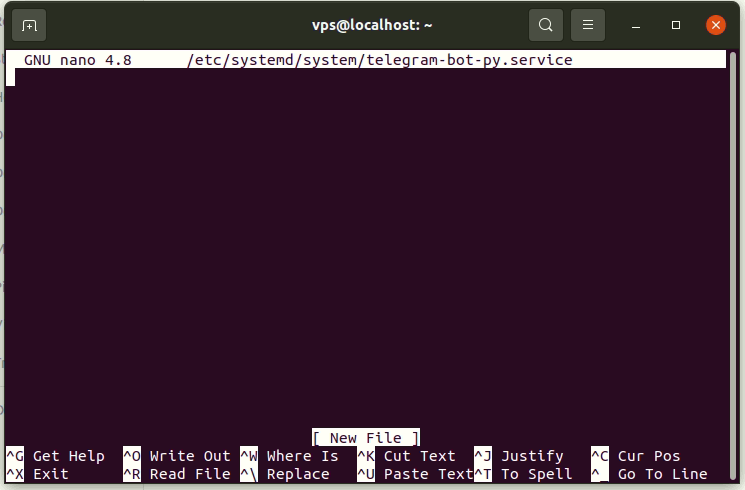 vps@localhost: ~
GNU nano 4.8 /etc/systemd/system/telegram-bot-py.service
[ New File ]
^G Get Help ^O Write Out ^W Where Is ^K Cut Text ^J Justify ^C Cur Pos
^X Exit ^R Read File ^\ Replace ^U Paste Text ^T To Spell ^_ Go To Line